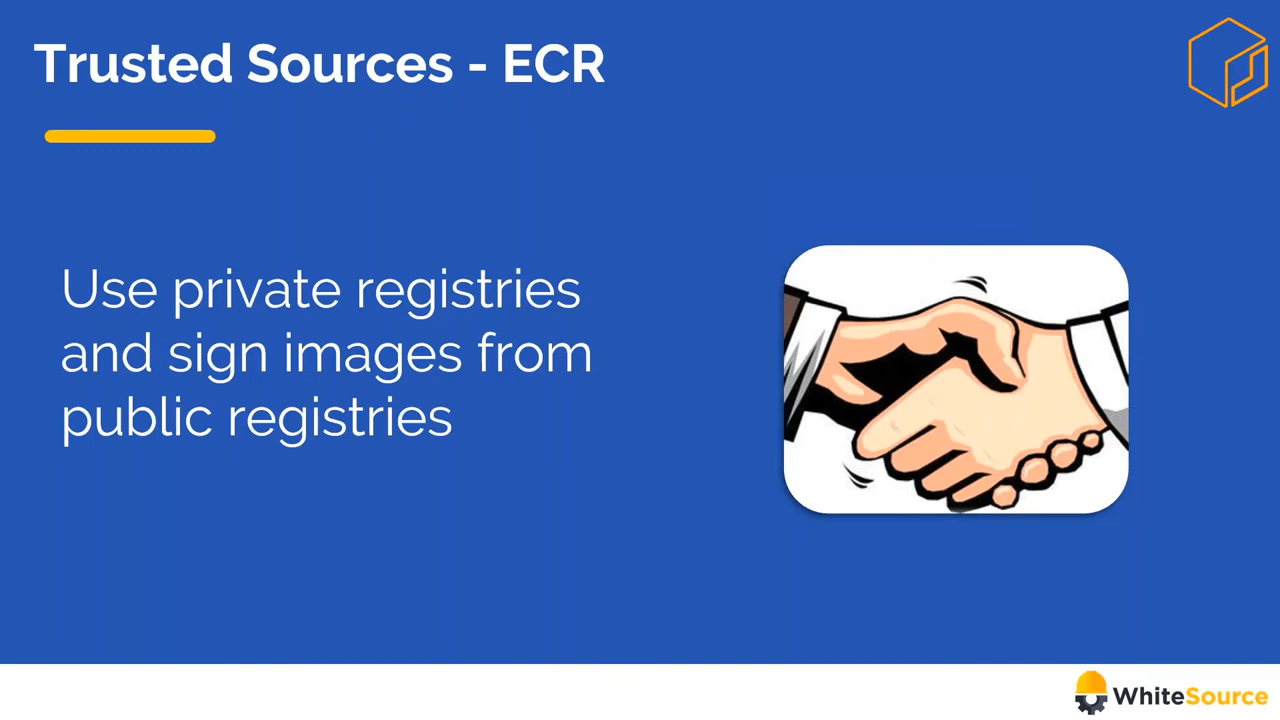 Trusted Sources - ECR
Use private registries
and sign images from
public registries
WhiteSource